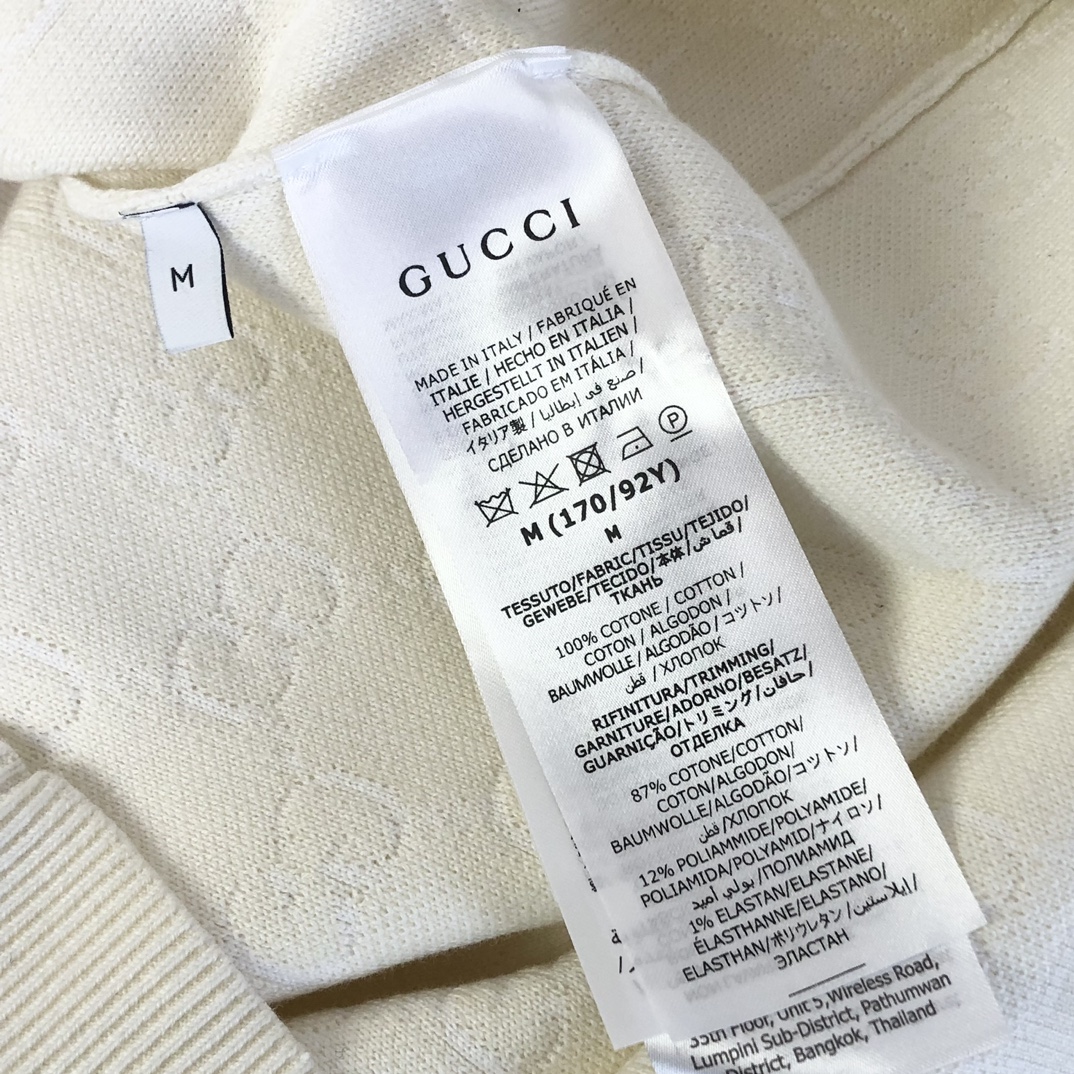 M
GUCCI
MADE IN ITALY / FABRIQUÉ EN
ITALIE / HECHO EN ITALIA /
HERGESTELLT IN ITALIEN /
FABRICADO EM ITÁLIA /
イタリア製 / صنع في إيطاليا /
СДЕЛАНО В ИТАЛИИ
P
M (170/92Y)
M
TESSUTO/FABRIC/TISSU/TEJIDO/
GEWEBE/TECIDO/本体/قماش/
ТКАНЬ
100% COTONE / COTTON /
COTON / ALGODON /
BAUMWOLLE / ALGODÃO / コットン /
قطن / ХЛОПОК
RIFINITURA/TRIMMING/
GARNITURE/ADORNO/BESATZ/
GUARNIÇÃO/トリミング/حافات/
ОТДЕЛКА
87% COTONE/COTTON/
COTON/ALGODON/
BAUMWOLLE/ALGODÃO/コットン/
قطن/ХЛОПОК
12% POLIAMMIDE/POLYAMIDE/
POLIAMIDA/POLYAMID/ナイロン/
بولي أميد/ПОЛИАМИД
1% ELASTAN/ELASTANE/
ÉLASTHANNE/ELASTANO/
ELASTHAN/ポリウレタン/إيلاستين/
ЭЛАСТАН
35th Floor, Unit 5, Wireless Road,
Lumpini Sub-District, Pathumwan
District, Bangkok, Thailand